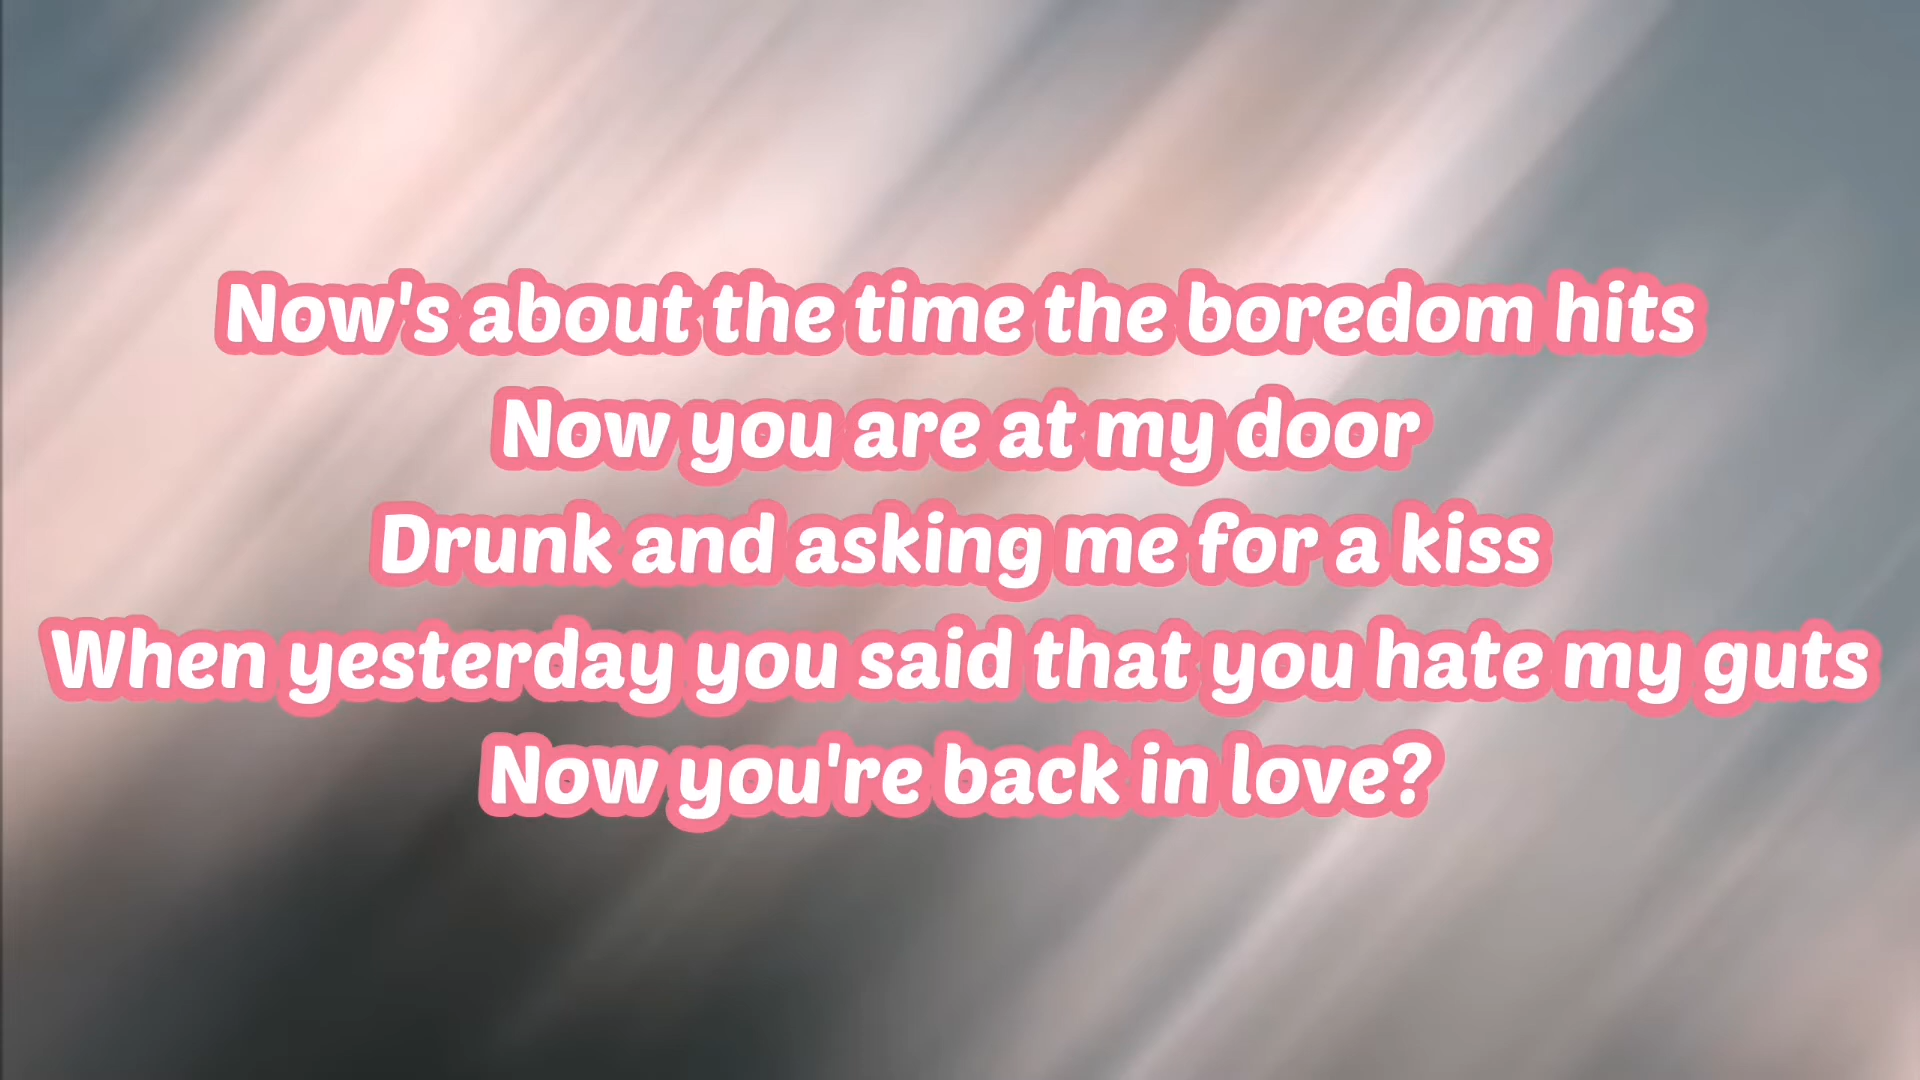 Now's about the time the boredom hits
Now you are at my door
Drunk and asking me for a kiss
When yesterday you said that you hate my guts
Now you're back in love?